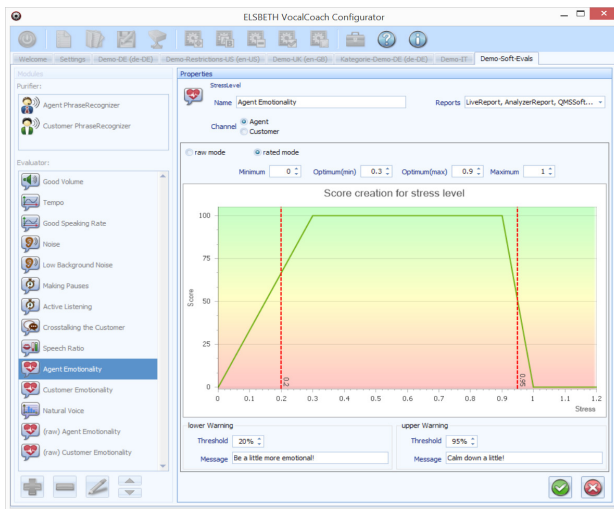 ELSBETH VocalCoach Configurator
Welcome Settings Demo-DE (de-DE) Demo-Restrictions-US (en-US) Demo-UK (en-GB) Kategorie-Demo-DE (de-DE) Demo-IT Demo-Soft-Evals
Modules
Purifier:
Agent PhraseRecognizer
Customer PhraseRecognizer
Evaluator:
Good Volume
Tempo
Good Speaking Rate
Noise
Low Background Noise
Making Pauses
Active Listening
Crosstalking the Customer
Speech Ratio
Agent Emotionality
Customer Emotionality
Natural Voice
(raw) Agent Emotionality
(raw) Customer Emotionality
Properties
StressLevel
Name Agent Emotionality Reports LiveReport, AnalyzerReport, QMSSoft...
Channel Agent
Customer
raw mode rated mode
Minimum 0 Optimum(min) 0.3 Optimum(max) 0.9 Maximum 1
Score creation for stress level
100
75
50
25
0
Score
0.2
0.95
0 0.1 0.2 0.3 0.4 0.5 0.6 0.7 0.8 0.9 1 1.1 1.2
Stress
lower Warning
Threshold 20%
Message Be a little more emotional!
upper Warning
Threshold 95%
Message Calm down a little!